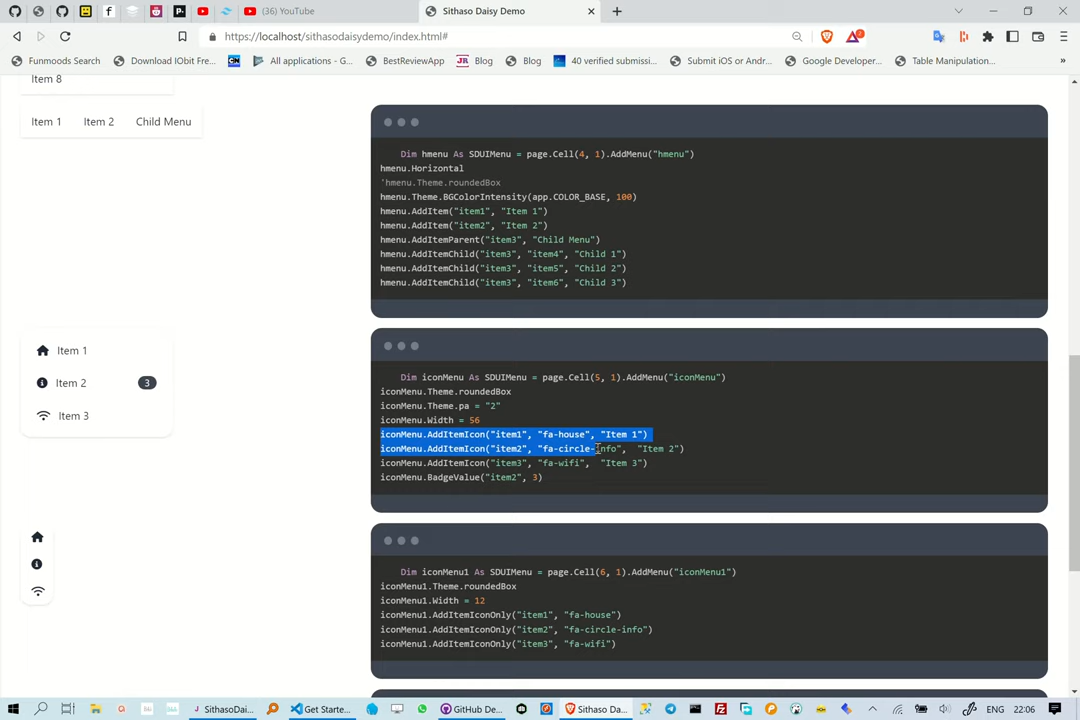 (36) YouTube
Sithaso Daisy Demo
https://localhost/sithasodaisydemo/index.html#
Funmoods Search
Download IObit Fre...
All applications - G...
BestReviewApp
Blog
Blog
40 verified submissi...
Submit iOS or Andr...
Google Developer...
Table Manipulation...
»
Item 8
Item 1 Item 2 Child Menu
Dim hmenu As SDUIMenu = page.Cell(4, 1).AddMenu("hmenu")
hmenu.Horizontal
'hmenu.Theme.roundedBox
hmenu.Theme.BGColorIntensity(app.COLOR_BASE, 100)
hmenu.AddItem("item1", "Item 1")
hmenu.AddItem("item2", "Item 2")
hmenu.AddItemParent("item3", "Child Menu")
hmenu.AddItemChild("item3", "item4", "Child 1")
hmenu.AddItemChild("item3", "item5", "Child 2")
hmenu.AddItemChild("item3", "item6", "Child 3")
Item 1
Item 2 3
Item 3
Dim iconMenu As SDUIMenu = page.Cell(5, 1).AddMenu("iconMenu")
iconMenu.Theme.roundedBox
iconMenu.Theme.pa = "2"
iconMenu.Width = 56
iconMenu.AddItemIcon("item1", "fa-house", "Item 1")
iconMenu.AddItemIcon("item2", "fa-circle-info", "Item 2")
iconMenu.AddItemIcon("item3", "fa-wifi", "Item 3")
iconMenu.BadgeValue("item2", 3)
Dim iconMenu1 As SDUIMenu = page.Cell(6, 1).AddMenu("iconMenu1")
iconMenu1.Theme.roundedBox
iconMenu1.Width = 12
iconMenu1.AddItemIconOnly("item1", "fa-house")
iconMenu1.AddItemIconOnly("item2", "fa-circle-info")
iconMenu1.AddItemIconOnly("item3", "fa-wifi")
SithasoDai...
Get Starte...
GitHub De...
Sithaso Da...
ENG 22:06